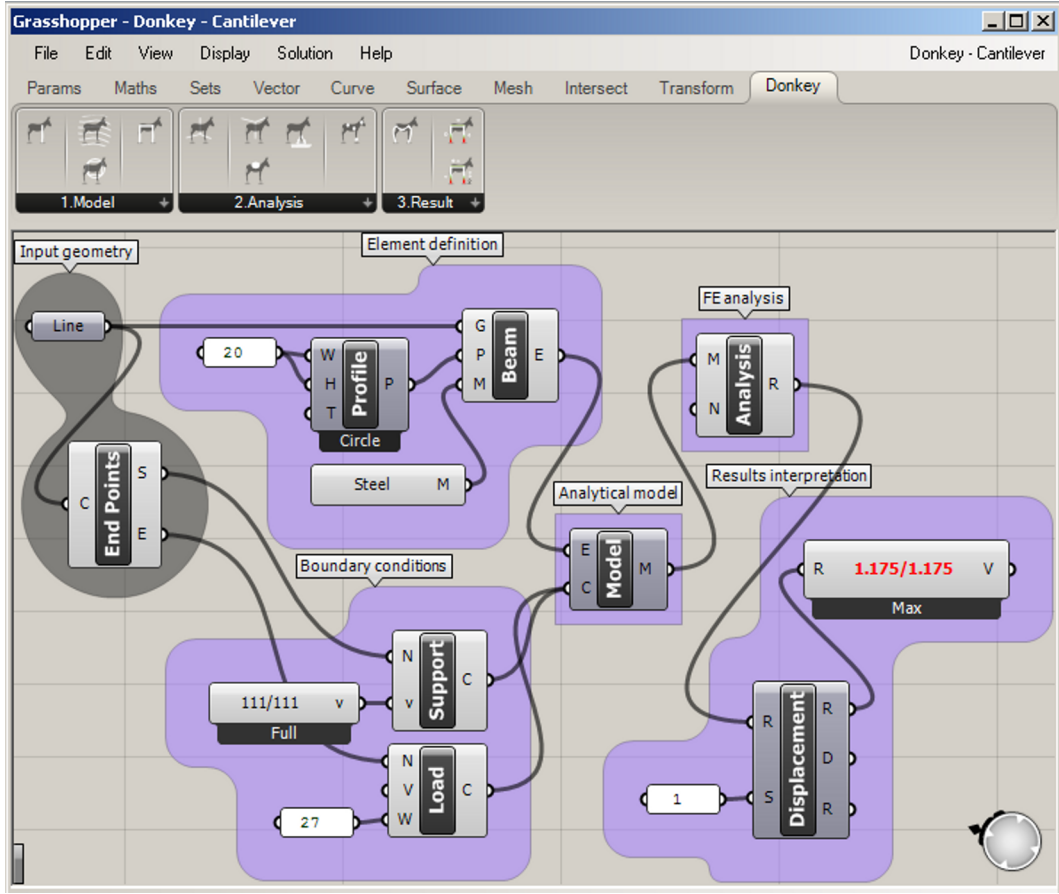 Grasshopper - Donkey - Cantilever
File Edit View Display Solution Help Donkey - Cantilever
Params Maths Sets Vector Curve Surface Mesh Intersect Transform Donkey
1.Model 2.Analysis 3.Result
Input geometry
Element definition
Line
20
W
H
T
Profile
P
Circle
G
P
M
Beam
E
Steel M
FE analysis
M
N
Analysis
R
C
End Points
S
E
Analytical model
E
C
Model
M
Boundary conditions
N
v
Support
C
111/111 v
Full
N
V
W
Load
C
27
Results interpretation
R 1.175/1.175 V
Max
R
S
Displacement
R
D
R
1